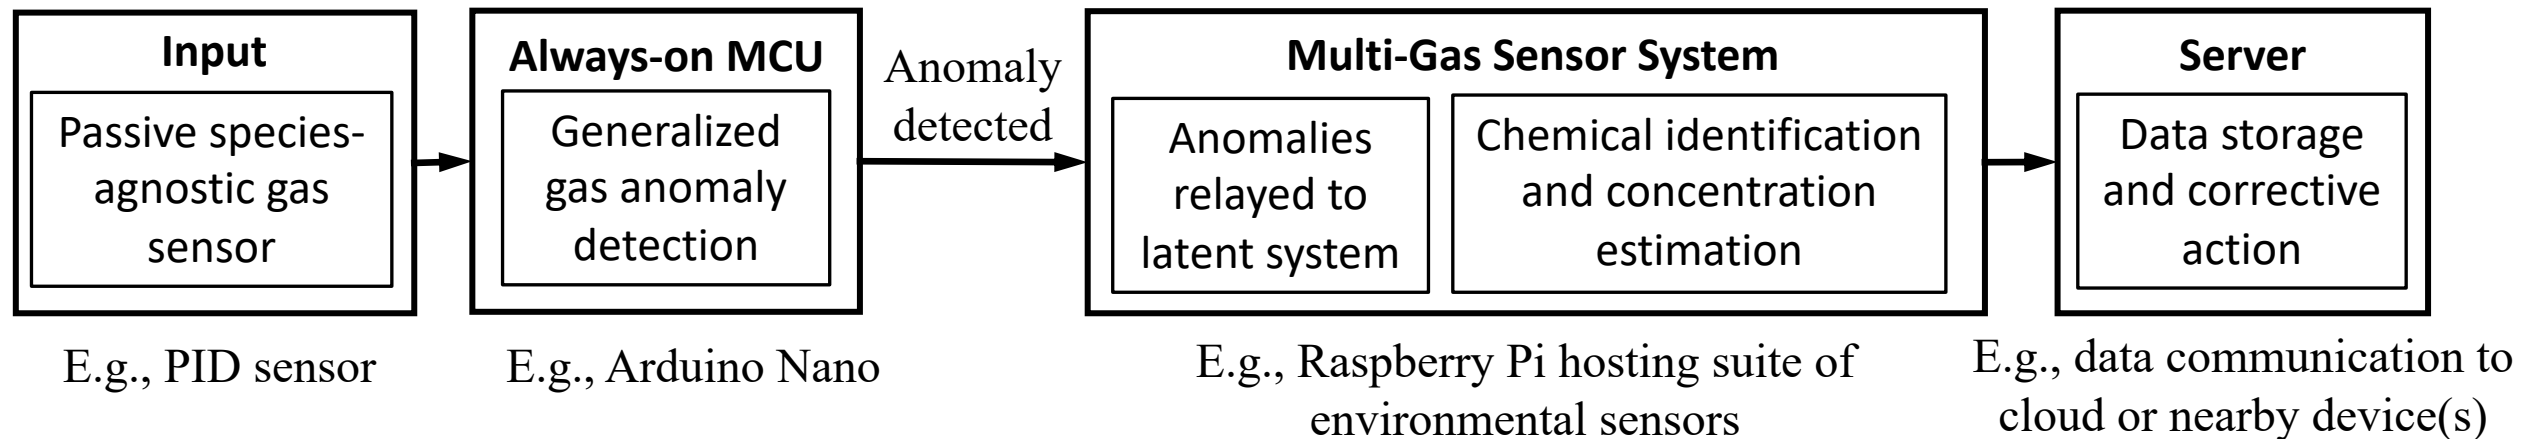 Input
Passive species-
agnostic gas
sensor
E.g., PID sensor
Always-on MCU
Generalized
gas anomaly
detection
E.g., Arduino Nano
Anomaly
detected
Multi-Gas Sensor System
Anomalies
relayed to
latent system
Chemical identification
and concentration
estimation
E.g., Raspberry Pi hosting suite of
environmental sensors
Server
Data storage
and corrective
action
E.g., data communication to
cloud or nearby device(s)